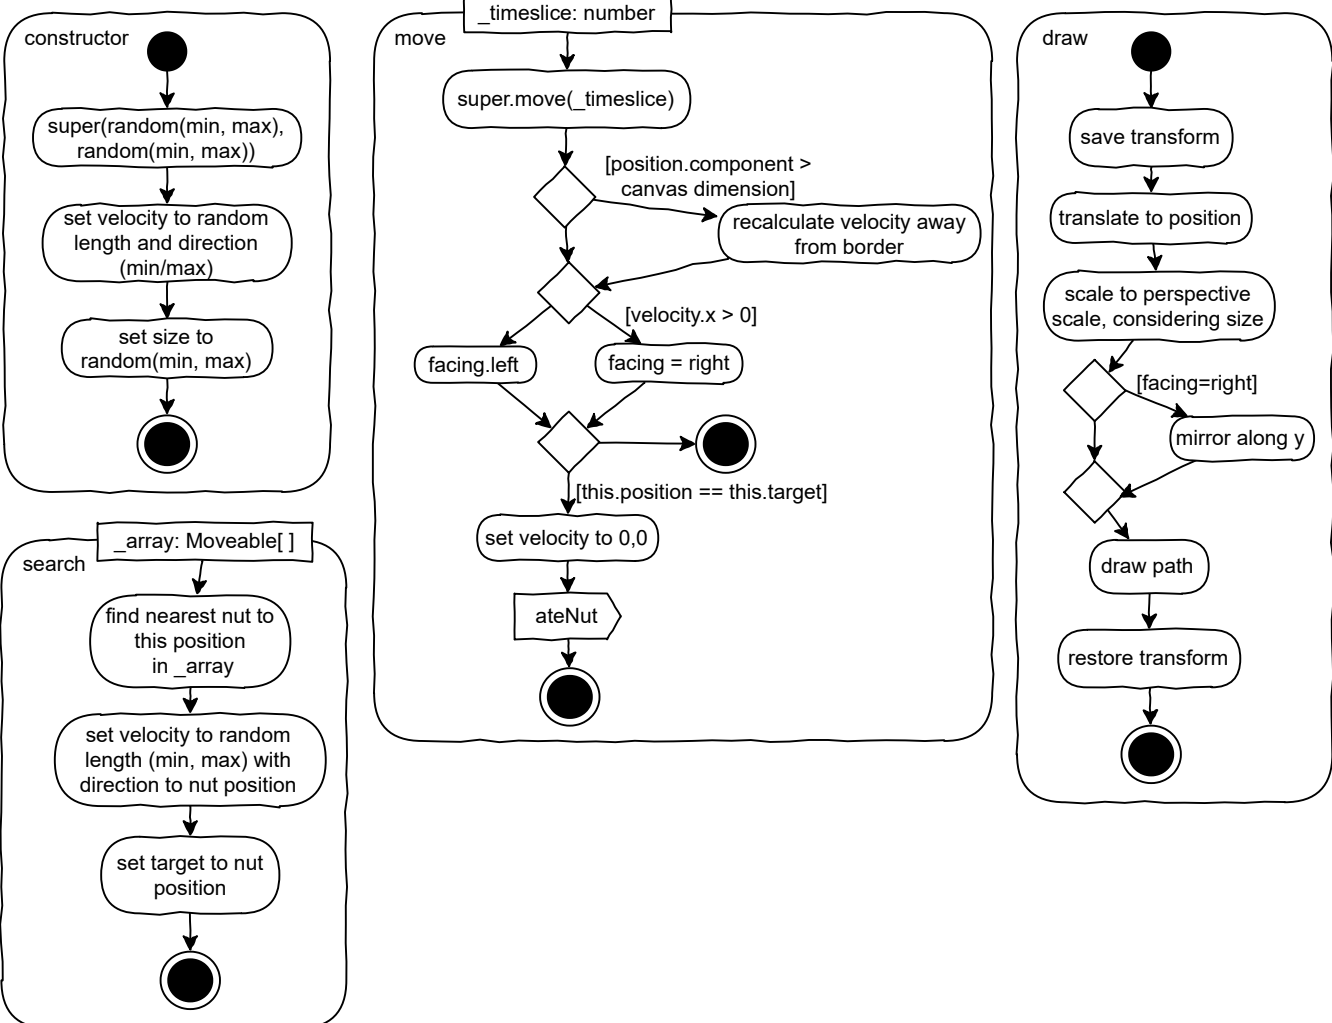 constructor
super(random(min, max),
random(min, max))
set velocity to random
length and direction
(min/max)
set size to
random(min, max)
_array: Moveable[ ]
search
find nearest nut to
this position
in _array
set velocity to random
length (min, max) with
direction to nut position
set target to nut
position
_timeslice: number
move
super.move(_timeslice)
[position.component >
canvas dimension]
recalculate velocity away
from border
[velocity.x > 0]
facing.left
facing = right
[this.position == this.target]
set velocity to 0,0
ateNut
draw
save transform
translate to position
scale to perspective
scale, considering size
[facing=right]
mirror along y
draw path
restore transform